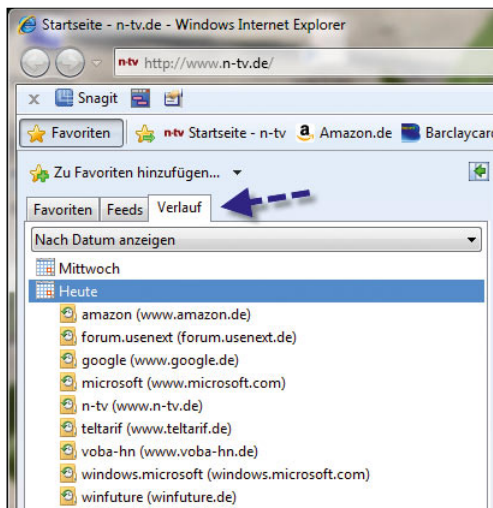 Startseite - n-tv.de - Windows Internet Explorer
n-tv http://www.n-tv.de/
x Snagit
Favoriten n-tv Startseite - n-tv a Amazon.de Barclaycar
Zu Favoriten hinzufügen...
Favoriten Feeds Verlauf
Nach Datum anzeigen
Mittwoch
Heute
amazon (www.amazon.de)
forum.usenext (forum.usenext.de)
google (www.google.de)
microsoft (www.microsoft.com)
n-tv (www.n-tv.de)
teltarif (www.teltarif.de)
voba-hn (www.voba-hn.de)
windows.microsoft (windows.microsoft.com)
winfuture (winfuture.de)